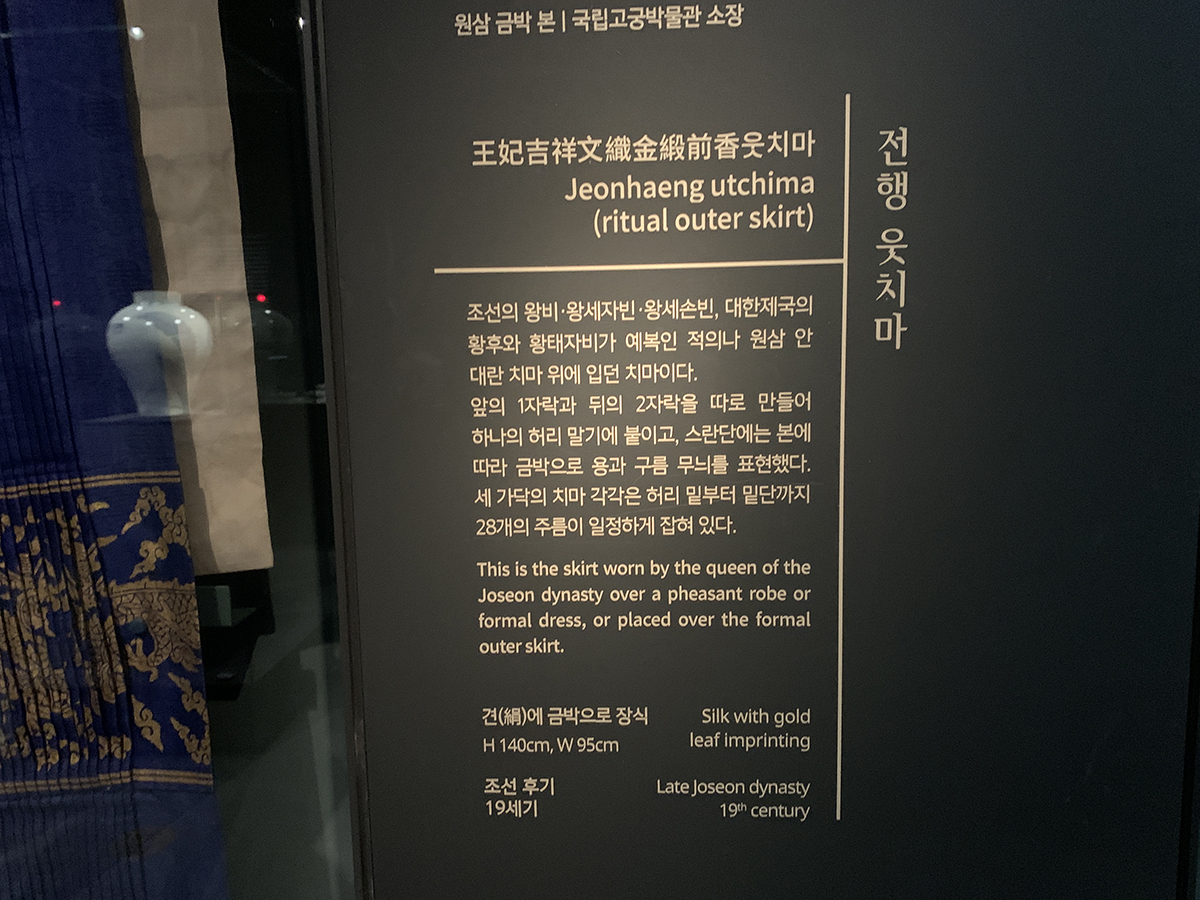 원삼 금박 본 | 국립고궁박물관 소장
전행 웃치마
王妃吉祥文織金緞前香웃치마
Jeonhaeng utchima
(ritual outer skirt)
조선의 왕비·왕세자빈·왕세손빈, 대한제국의
황후와 황태자비가 예복인 적의나 원삼 안
대란 치마 위에 입던 치마이다.
앞의 1자락과 뒤의 2자락을 따로 만들어
하나의 허리 말기에 붙이고, 스란단에는 본에
따라 금박으로 용과 구름 무늬를 표현했다.
세 가닥의 치마 각각은 허리 밑부터 밑단까지
28개의 주름이 일정하게 잡혀 있다.
This is the skirt worn by the queen of the
Joseon dynasty over a pheasant robe or
formal dress, or placed over the formal
outer skirt.
견(絹)에 금박으로 장식
H 140cm, W 95cm
Silk with gold
leaf imprinting
조선 후기
19세기
Late Joseon dynasty
19th century